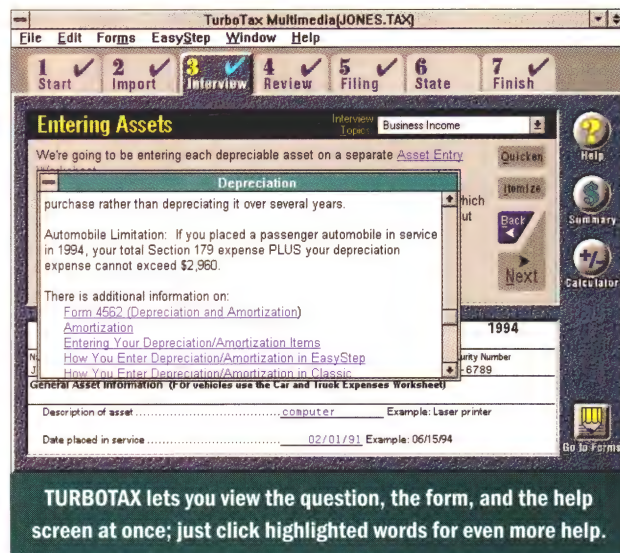 TurboTax Multimedia[JONES.TAX]
File Edit Forms EasyStep Window Help
1 Start
2 Import
3 Interview
4 Review
5 Filing
6 State
7 Finish
Entering Assets
Interview Topics:
Business Income
We're going to be entering each depreciable asset on a separate Asset Entry
Quicken
Itemize
Back
Next
Help
Summary
Calculator
Depreciation
purchase rather than depreciating it over several years.
Automobile Limitation: If you placed a passenger automobile in service
in 1994, your total Section 179 expense PLUS your depreciation
expense cannot exceed $2,960.
There is additional information on:
Form 4562 (Depreciation and Amortization)
Amortization
Entering Your Depreciation/Amortization Items
How You Enter Depreciation/Amortization in EasyStep
How You Enter Depreciation/Amortization in Classic
1994
Number
-6789
General Asset Information (For vehicles use the Car and Truck Expenses Worksheet)
Description of asset computer Example: Laser printer
Date placed in service 02/01/91 Example: 06/15/94
Go to Forms
TURBOTAX lets you view the question, the form, and the help
screen at once; just click highlighted words for even more help.